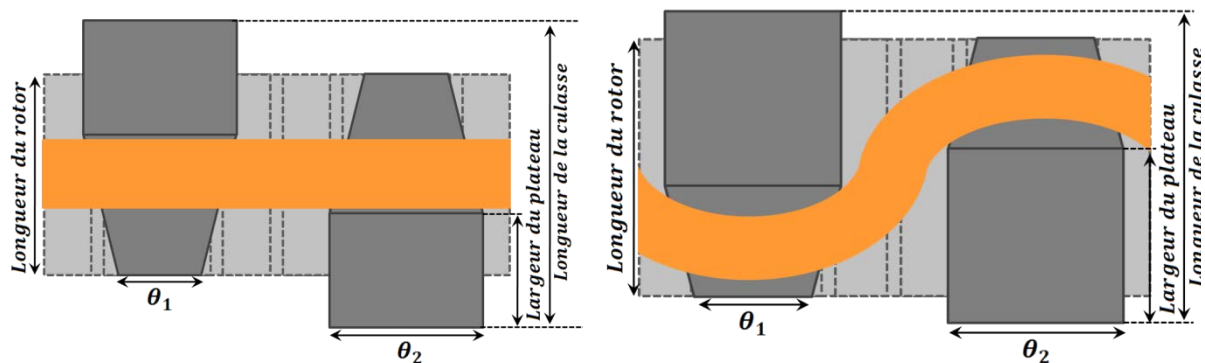 Longueur du rotor
θ₁
θ₂
Largeur du plateau
Longueur de la culasse
Longueur du rotor
θ₁
θ₂
Largeur du plateau
Longueur de la culasse